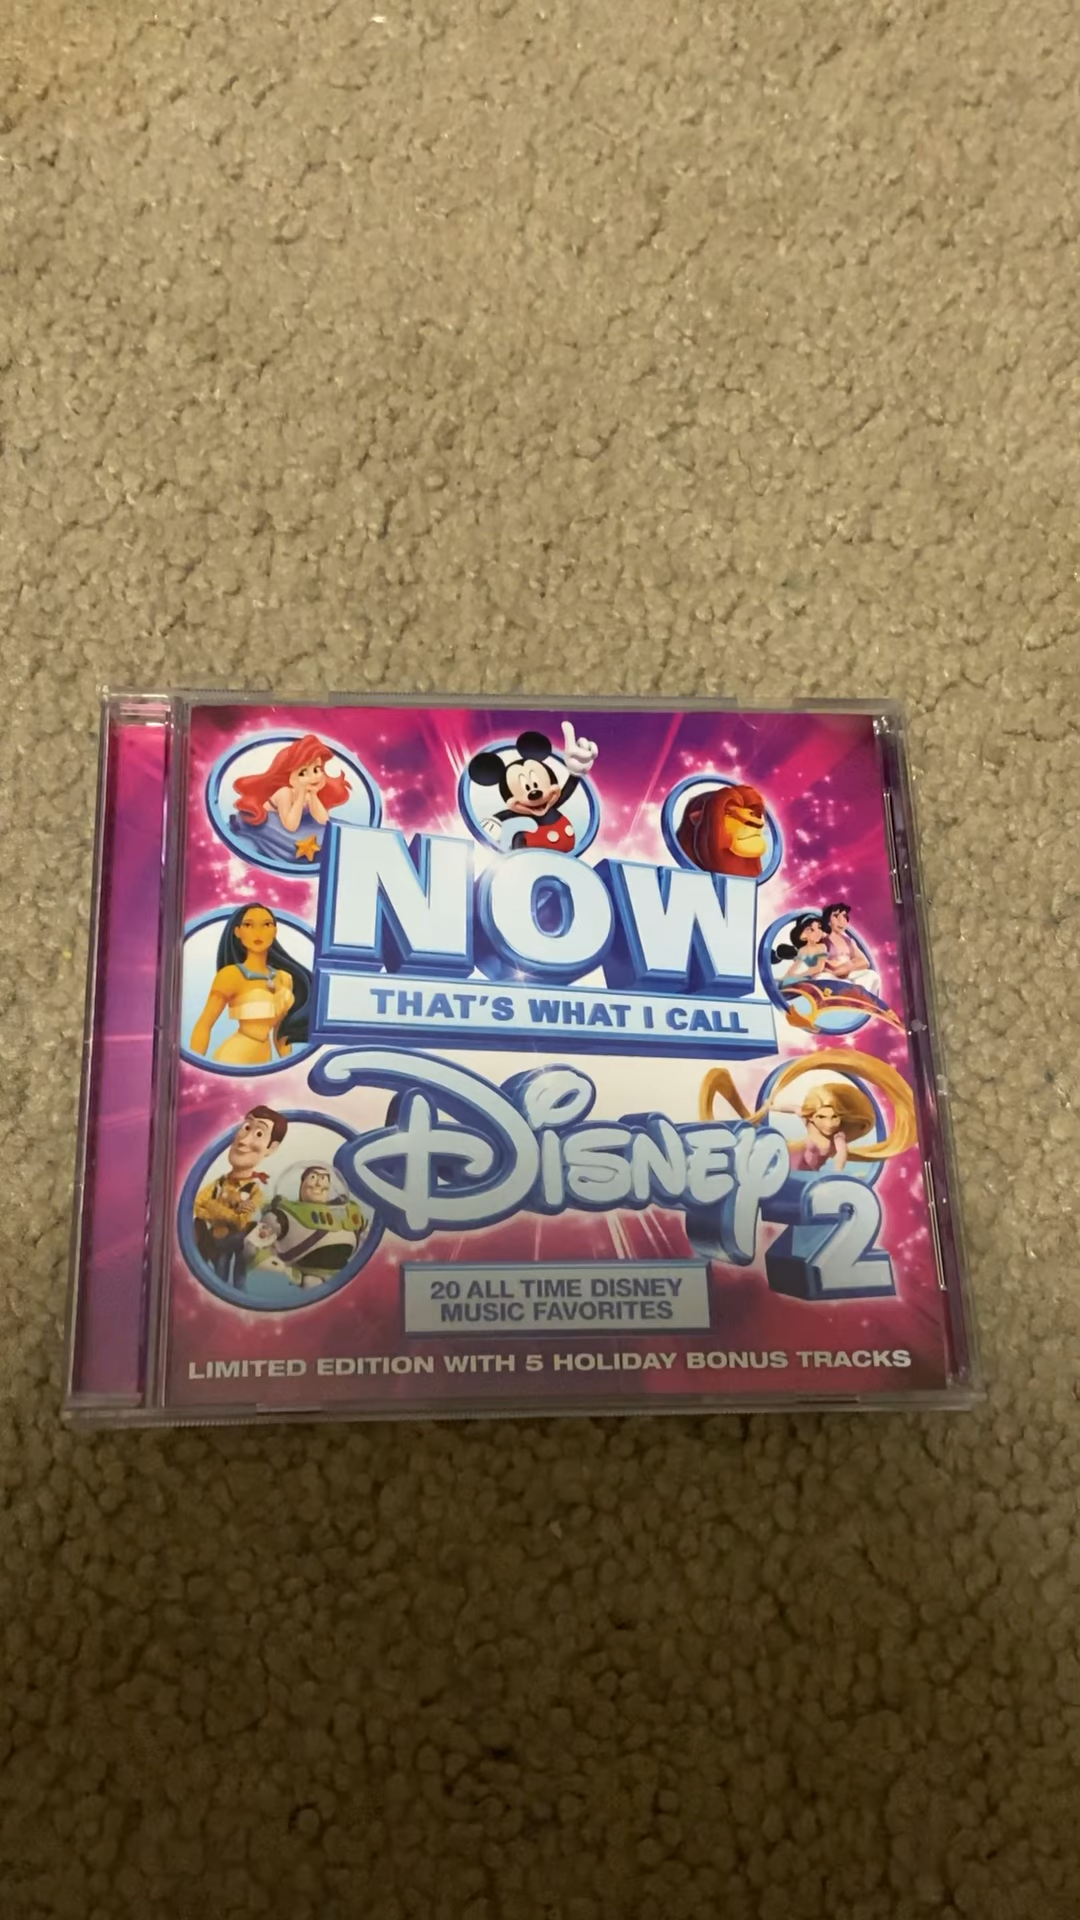 NOW
THAT'S WHAT I CALL
Disney 2
20 ALL TIME DISNEY
MUSIC FAVORITES
LIMITED EDITION WITH 5 HOLIDAY BONUS TRACKS